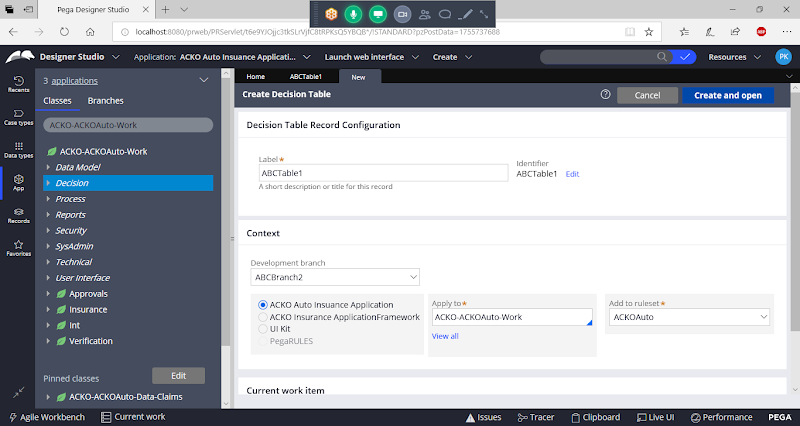 Pega Designer Studio
localhost:8080/prweb/PRServlet/t6e9YJOjjc3tkSLrVjfC8tRPKsQ5YBQB*/!STANDARD?pzPostData=1755737688
Designer Studio
Application: ACKO Auto Insuance Applicati...
Launch web interface
Create
Resources
PK
Recents
Case types
Data types
App
Records
Favorites
3 applications
Classes
Branches
ACKO-ACKOAuto-Work
ACKO-ACKOAuto-Work
Data Model
Decision
Process
Reports
Security
SysAdmin
Technical
User Interface
Approvals
Insurance
Int
Verification
Pinned classes
Edit
ACKO-ACKOAuto-Data-Claims
Home
ABCTable1
New
Create Decision Table
Cancel
Create and open
Decision Table Record Configuration
Label*
ABCTable1
A short description or title for this record
Identifier
ABCTable1 Edit
Context
Development branch
ABCBranch2
ACKO Auto Insuance Application
ACKO Insurance ApplicationFramework
UI Kit
PegaRULES
Apply to*
ACKO-ACKOAuto-Work
View all
Add to ruleset*
ACKOAuto
Current work item
Agile Workbench
Current work
Issues
Tracer
Clipboard
Live UI
Performance
PEGA